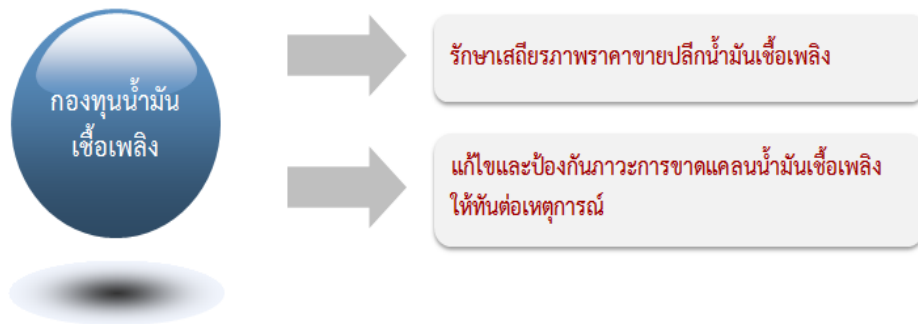 กองทุนน้ำมัน
เชื้อเพลิง
รักษาเสถียรภาพราคาขายปลีกน้ำมันเชื้อเพลิง
แก้ไขและป้องกันภาวะการขาดแคลนน้ำมันเชื้อเพลิง
ให้ทันต่อเหตุการณ์